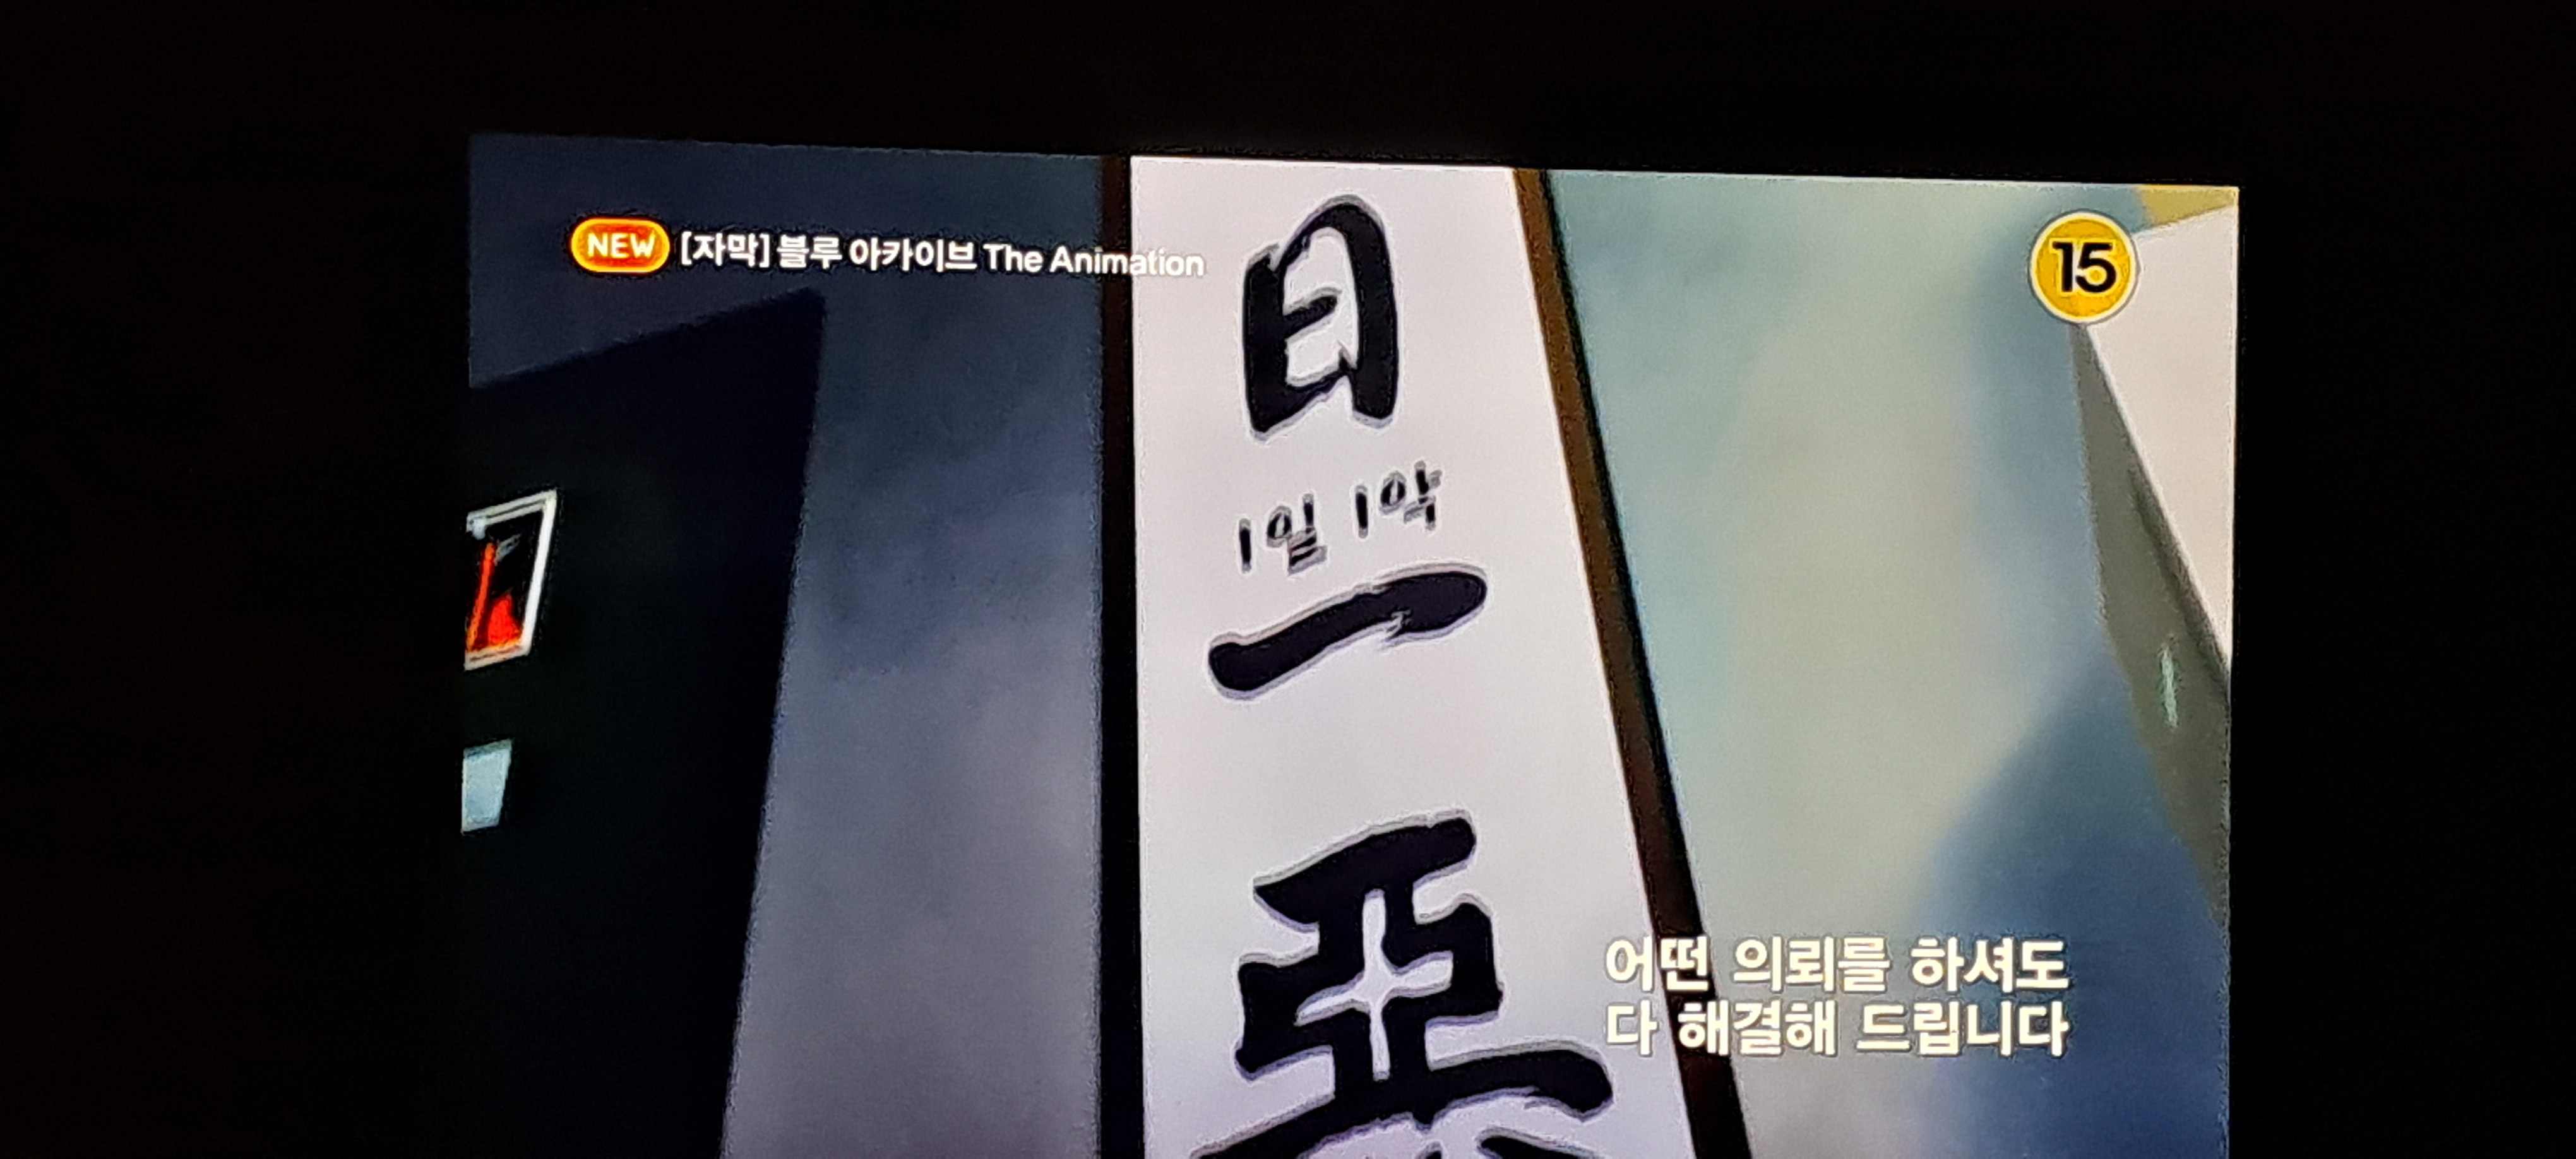 NEW [자막] 블루 아카이브 The Animation
15
日
1일 1악
一
어떤 의뢰를 하셔도
다 해결해 드립니다